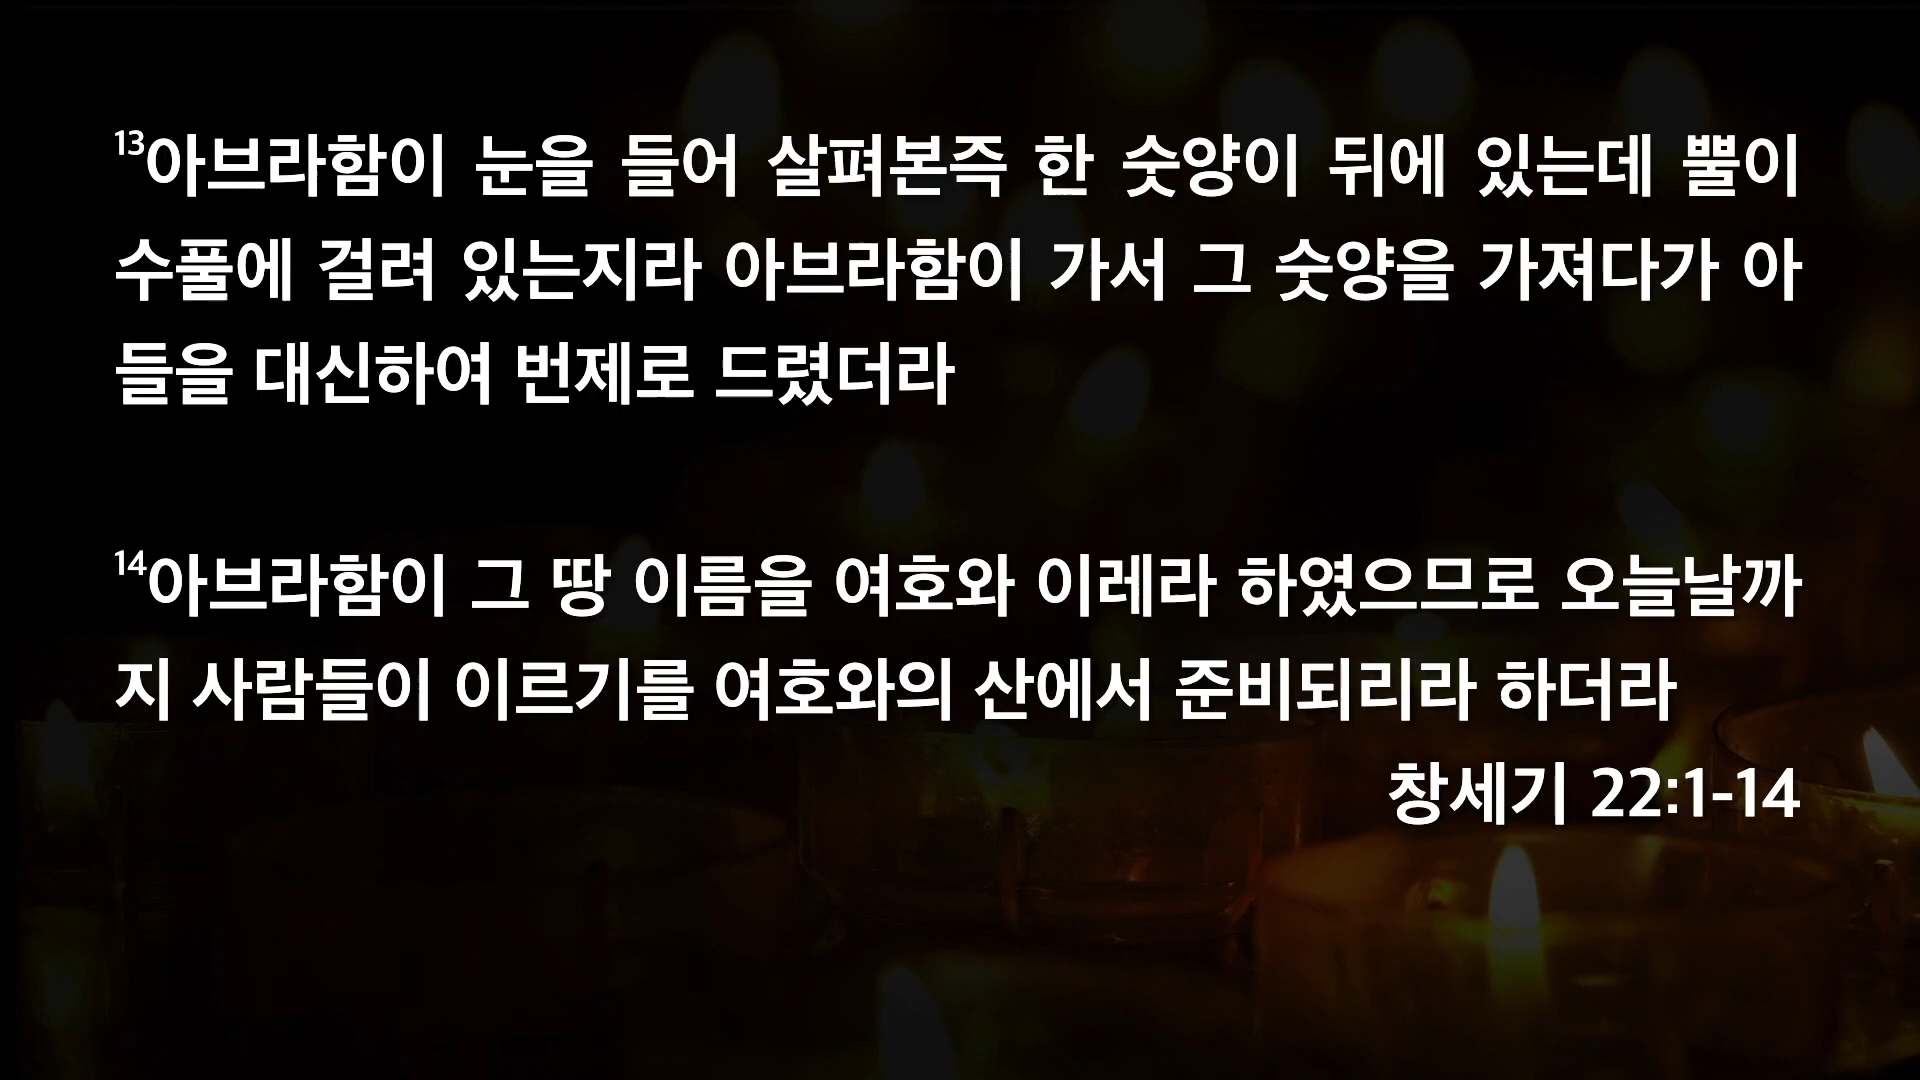 13아브라함이 눈을 들어 살펴본즉 한 숫양이 뒤에 있는데 뿔이
수풀에 걸려 있는지라 아브라함이 가서 그 숫양을 가져다가 아
들을 대신하여 번제로 드렸더라
14아브라함이 그 땅 이름을 여호와 이레라 하였으므로 오늘날까
지 사람들이 이르기를 여호와의 산에서 준비되리라 하더라
창세기 22:1-14